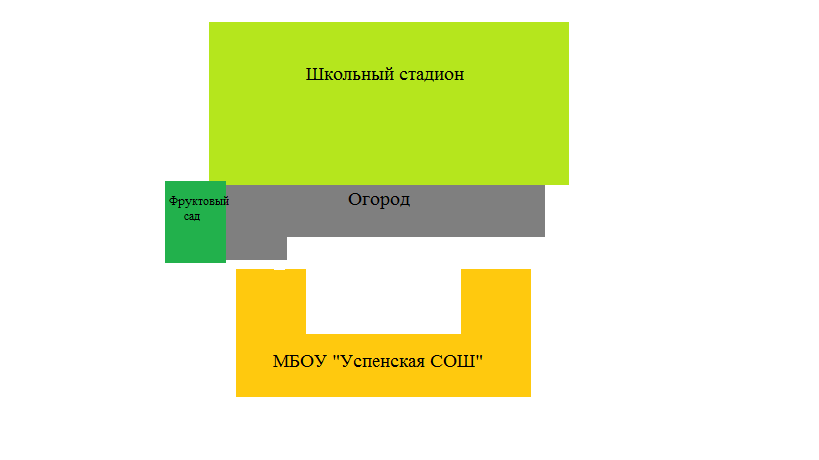 Школьный стадион
Огород
Фруктовый
сад
МБОУ "Успенская СОШ"